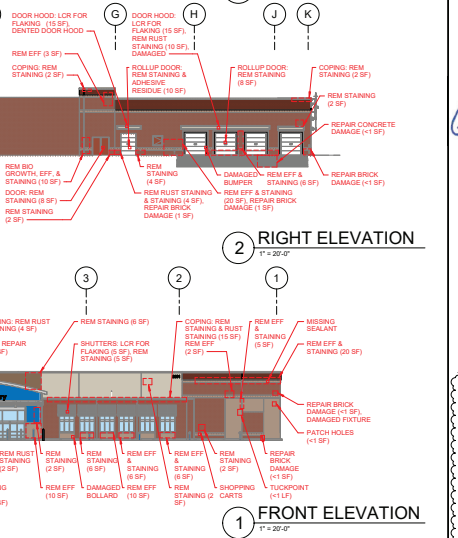 DOOR HOOD: LCR FOR
FLAKING (15 SF),
DENTED DOOR HOOD
G
DOOR HOOD:
LCR FOR
FLAKING (15 SF),
REM RUST
STAINING (10 SF),
DAMAGED
H
J
K
REM EFF (3 SF)
COPING: REM
STAINING (2 SF)
ROLLUP DOOR:
REM STAINING &
ADHESIVE
RESIDUE (10 SF)
ROLLUP DOOR:
REM STAINING
(8 SF)
COPING: REM
STAINING (2 SF)
REM STAINING
(2 SF)
REPAIR CONCRETE
DAMAGE (<1 SF)
REM BIO
GROWTH, EFF, &
STAINING (10 SF)
DOOR: REM
STAINING (8 SF)
REM STAINING
(2 SF)
REM
STAINING
(4 SF)
REM RUST STAINING
& STAINING (4 SF),
REPAIR BRICK
DAMAGE (1 SF)
DAMAGED
BUMPER
REM EFF &
STAINING (6 SF)
REM EFF & STAINING
(20 SF), REPAIR BRICK
DAMAGE (1 SF)
REPAIR BRICK
DAMAGE (<1 SF)
2
RIGHT ELEVATION
1" = 20'-0"
3
2
1
NG: REM RUST
NING (4 SF)
REPAIR
SF)
REM STAINING (6 SF)
SHUTTERS: LCR FOR
FLAKING (5 SF), REM
STAINING (5 SF)
COPING: REM
STAINING & RUST
STAINING (15 SF)
REM EFF
(2 SF)
REM EFF
&
STAINING
(5 SF)
MISSING
SEALANT
REM EFF &
STAINING (20 SF)
REPAIR BRICK
DAMAGE (<1 SF),
DAMAGED FIXTURE
PATCH HOLES
(<1 SF)
REM RUST
STAINING
(2 SF)
REM
STAINING
(2 SF)
REM EFF
(10 SF)
REM
STAINING
(6 SF)
DAMAGED
BOLLARD
REM EFF
&
STAINING
(6 SF)
REM EFF
(10 SF)
REM EFF
&
STAINING
(6 SF)
REM
STAINING (2
SF)
REM
STAINING
(2 SF)
SHOPPING
CARTS
REPAIR
BRICK
DAMAGE
(<1 SF)
TUCKPOINT
(<1 LF)
1
FRONT ELEVATION
1" = 20'-0"